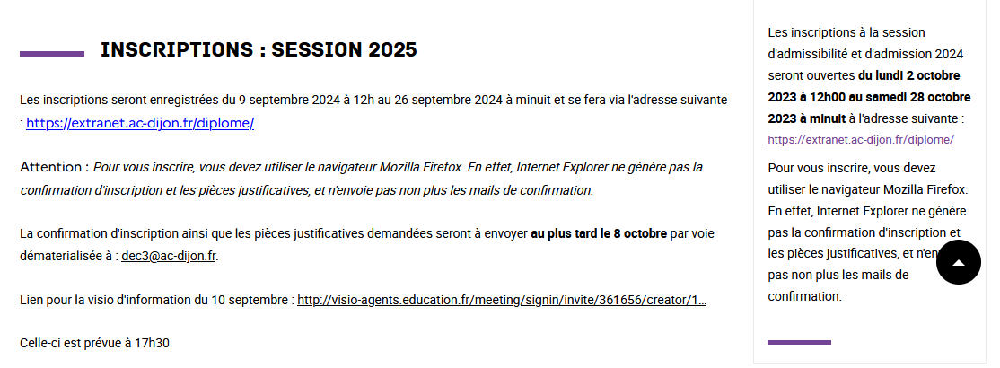 INSCRIPTIONS : SESSION 2025
Les inscriptions seront enregistrées du 9 septembre 2024 à 12h au 26 septembre 2024 à minuit et se fera via l'adresse suivante
: https://extranet.ac-dijon.fr/diplome/
Attention : Pour vous inscrire, vous devez utiliser le navigateur Mozilla Firefox. En effet, Internet Explorer ne génère pas la
confirmation d'inscription et les pièces justificatives, et n'envoie pas non plus les mails de confirmation.
La confirmation d'inscription ainsi que les pièces justificatives demandées seront à envoyer au plus tard le 8 octobre par voie
dématerialisée à : dec3@ac-dijon.fr.
Lien pour la visio d'information du 10 septembre : http://visio-agents.education.fr/meeting/signin/invite/361656/creator/1...
Celle-ci est prévue à 17h30
Les inscriptions à la session
d'admissibilité et d'admission 2024
seront ouvertes du lundi 2 octobre
2023 à 12h00 au samedi 28 octobre
2023 à minuit à l'adresse suivante :
https://extranet.ac-dijon.fr/diplome/
Pour vous inscrire, vous devez
utiliser le navigateur Mozilla Firefox.
En effet, Internet Explorer ne génère
pas la confirmation d'inscription et
les pièces justificatives, et
pas non plus les mails de
confirmation.